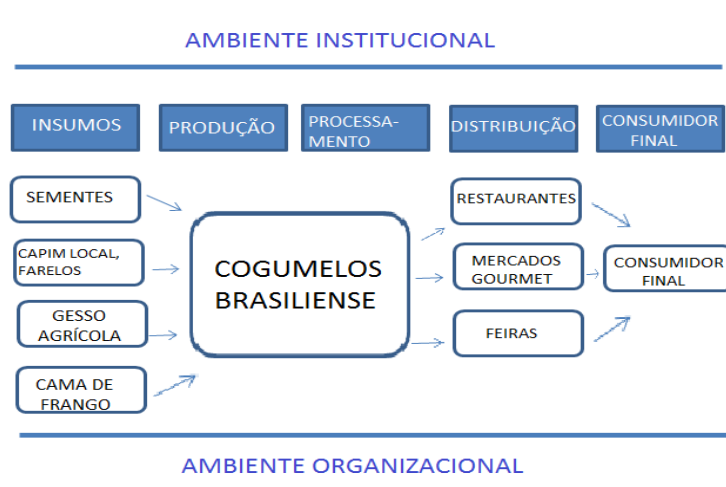 AMBIENTE INSTITUCIONAL
INSUMOS
PRODUÇÃO
PROCESSA-
MENTO
DISTRIBUIÇÃO
CONSUMIDOR
FINAL
SEMENTES
CAPIM LOCAL,
FARELOS
GESSO
AGRÍCOLA
CAMA DE
FRANGO
COGUMELOS
BRASILIENSE
RESTAURANTES
MERCADOS
GOURMET
FEIRAS
CONSUMIDOR
FINAL
AMBIENTE ORGANIZACIONAL